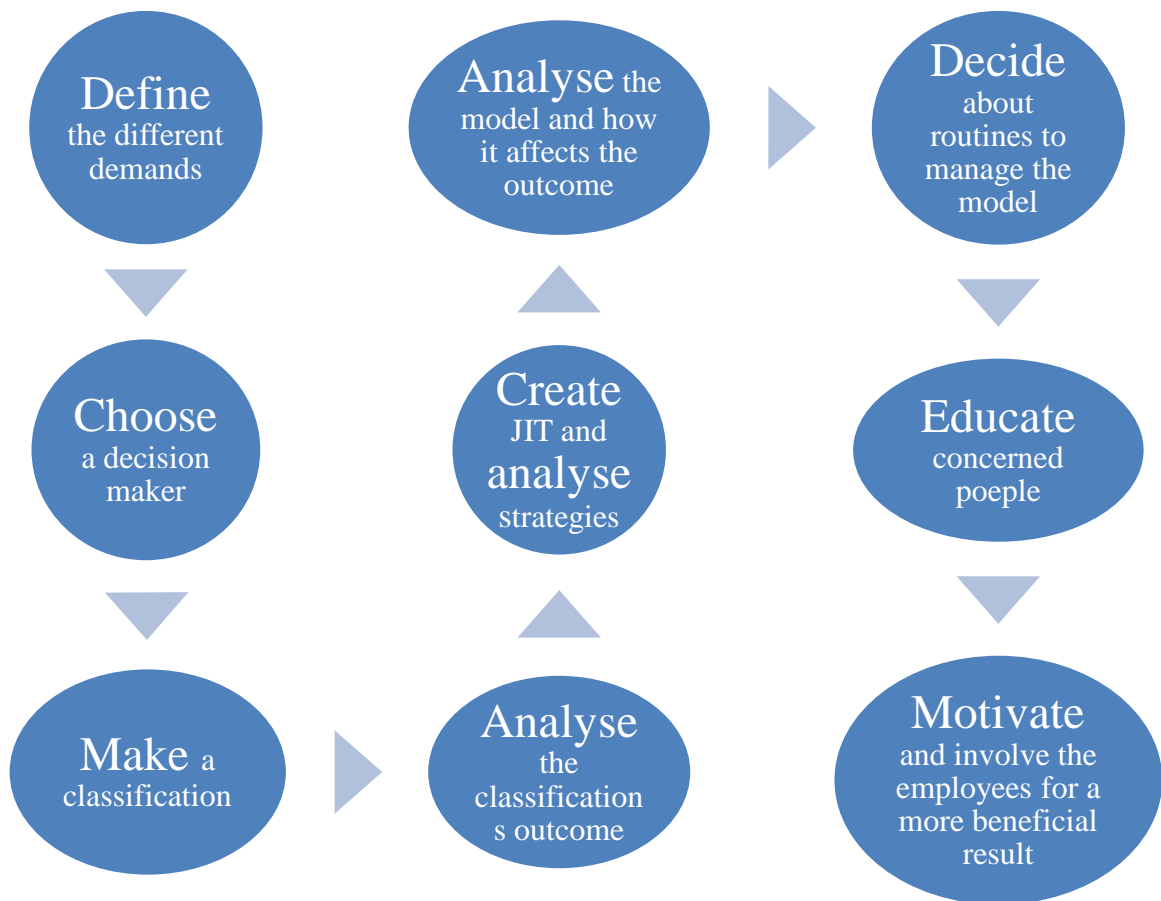 Define
the different
demands
Choose
a decision
maker
Make a
classification
Analyse
the
classification
s outcome
Create
JIT and
analyse
strategies
Analyse the
model and how
it affects the
outcome
Decide
about
routines to
manage the
model
Educate
concerned
poeple
Motivate
and involve the
employees for a
more beneficial
result